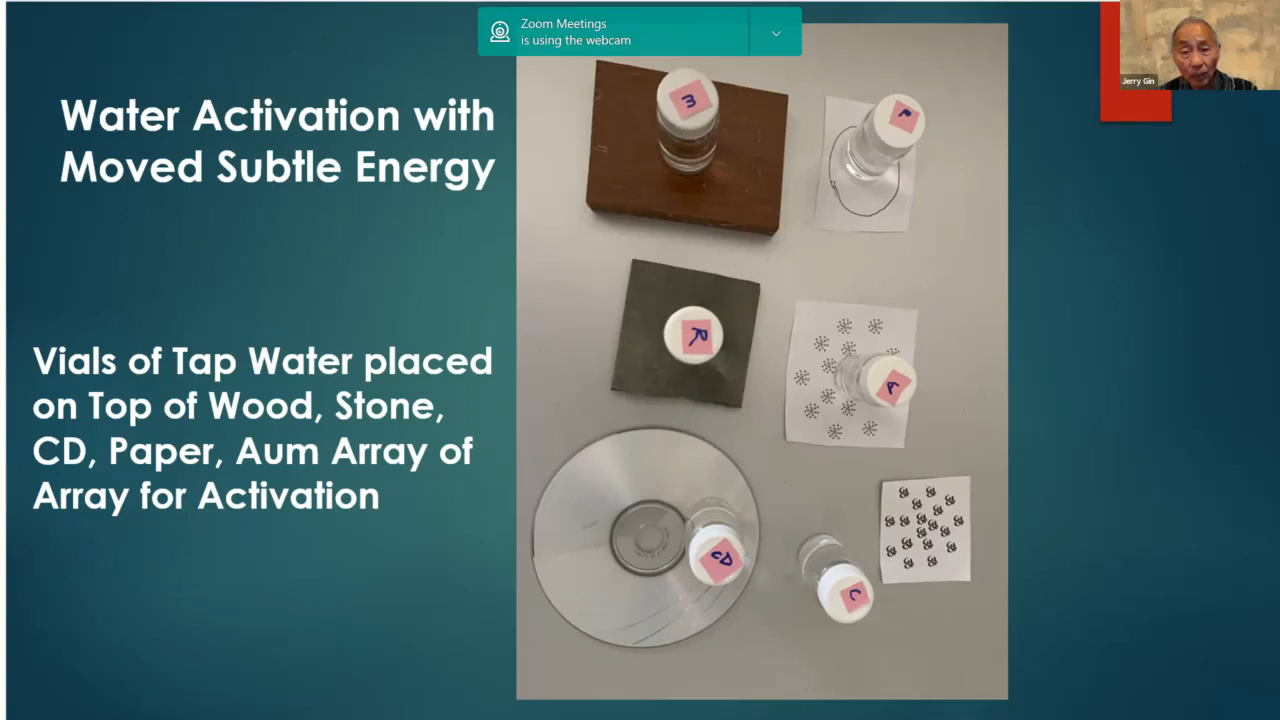 Zoom Meetings
is using the webcam
Jerry Gin
Water Activation with
Moved Subtle Energy
Vials of Tap Water placed
on Top of Wood, Stone,
CD, Paper, Aum Array of
Array for Activation
P
R
A
CD
C